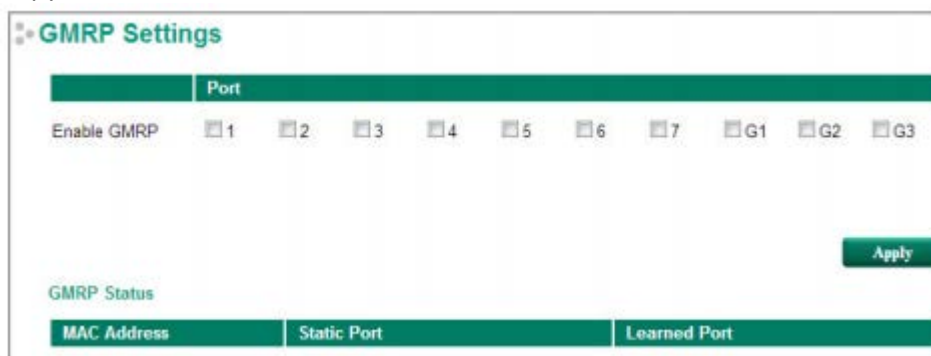 GMRP Settings
Port
Enable GMRP 1 2 3 4 5 6 7 G1 G2 G3
Apply
GMRP Status
MAC Address Static Port Learned Port